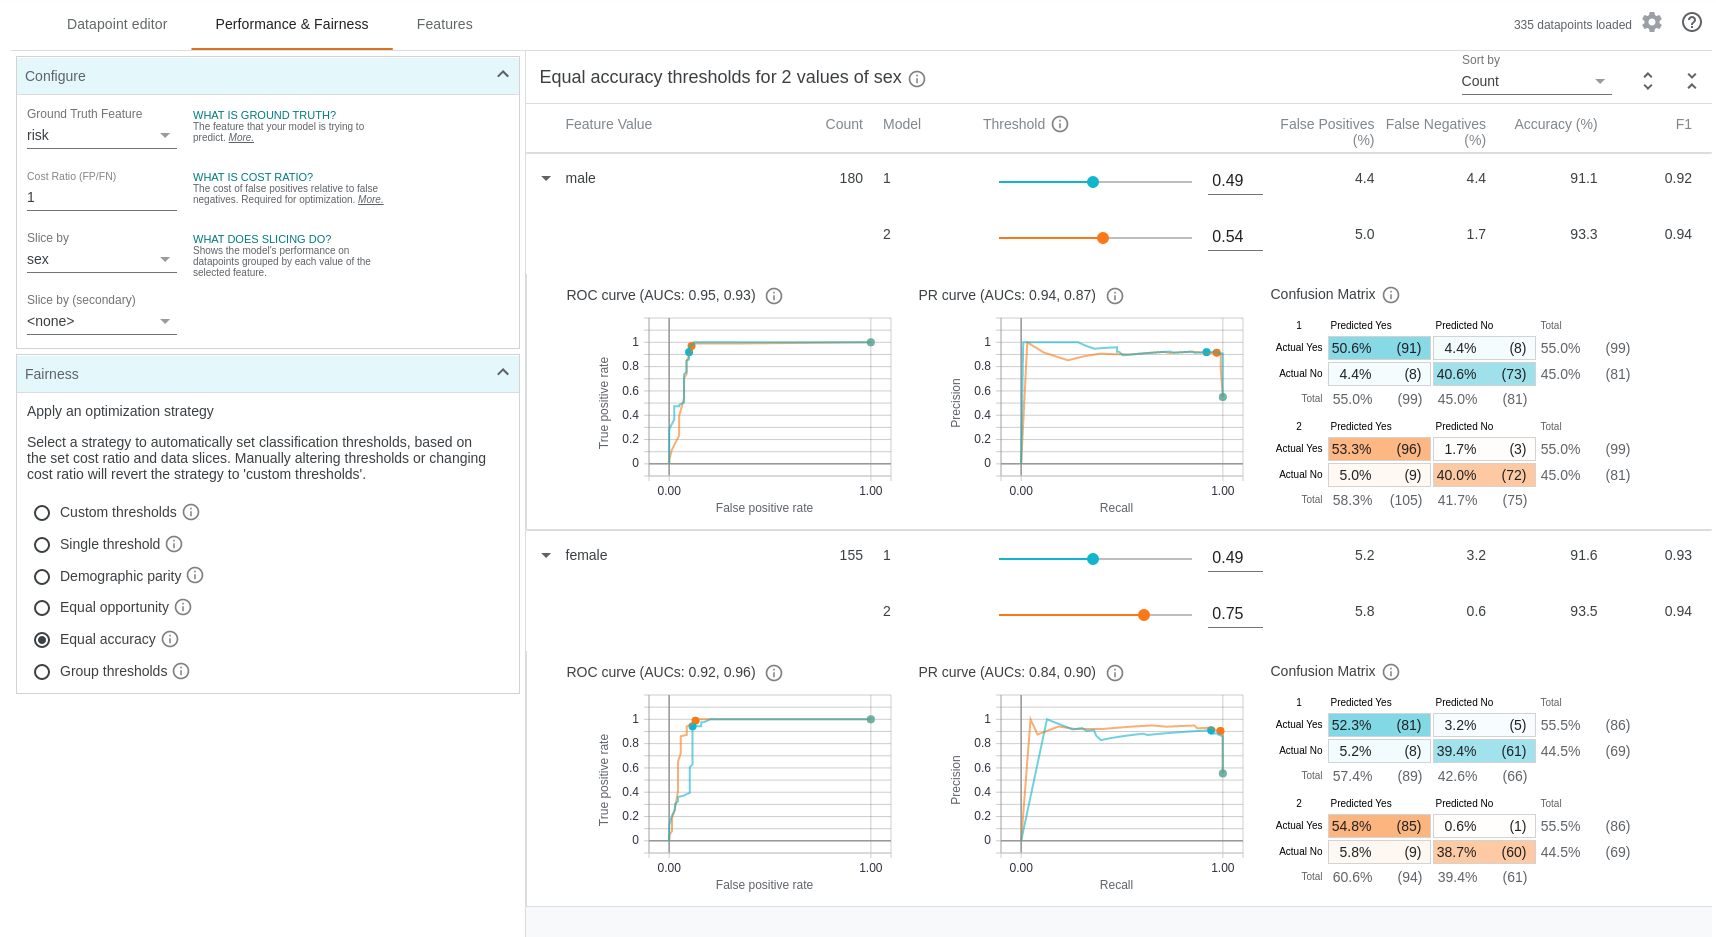 Datapoint editor
Performance & Fairness
Features
335 datapoints loaded
Configure
Ground Truth Feature
risk
WHAT IS GROUND TRUTH?
The feature that your model is trying to
predict. More.
Cost Ratio (FP/FN)
1
WHAT IS COST RATIO?
The cost of false positives relative to false
negatives. Required for optimization. More.
Slice by
sex
WHAT DOES SLICING DO?
Shows the model's performance on
datapoints grouped by each value of the
selected feature.
Slice by (secondary)
<none>
Fairness
Apply an optimization strategy
Select a strategy to automatically set classification thresholds, based on
the set cost ratio and data slices. Manually altering thresholds or changing
cost ratio will revert the strategy to 'custom thresholds'.
Custom thresholds
Single threshold
Demographic parity
Equal opportunity
Equal accuracy
Group thresholds
Equal accuracy thresholds for 2 values of sex
Sort by
Count
Feature Value Count Model Threshold False Positives (%) False Negatives (%) Accuracy (%) F1
male 180 1 0.49 4.4 4.4 91.1 0.92
2 0.54 5.0 1.7 93.3 0.94
ROC curve (AUCs: 0.95, 0.93)
True positive rate
1
0.8
0.6
0.4
0.2
0
0.00 1.00
False positive rate
PR curve (AUCs: 0.94, 0.87)
Precision
1
0.8
0.6
0.4
0.2
0
0.00 1.00
Recall
Confusion Matrix
1 Predicted Yes Predicted No Total
Actual Yes 50.6% (91) 4.4% (8) 55.0% (99)
Actual No 4.4% (8) 40.6% (73) 45.0% (81)
Total 55.0% (99) 45.0% (81)
2 Predicted Yes Predicted No Total
Actual Yes 53.3% (96) 1.7% (3) 55.0% (99)
Actual No 5.0% (9) 40.0% (72) 45.0% (81)
Total 58.3% (105) 41.7% (75)
female 155 1 0.49 5.2 3.2 91.6 0.93
2 0.75 5.8 0.6 93.5 0.94
ROC curve (AUCs: 0.92, 0.96)
True positive rate
1
0.8
0.6
0.4
0.2
0
0.00 1.00
False positive rate
PR curve (AUCs: 0.84, 0.90)
Precision
1
0.8
0.6
0.4
0.2
0
0.00 1.00
Recall
Confusion Matrix
1 Predicted Yes Predicted No Total
Actual Yes 52.3% (81) 3.2% (5) 55.5% (86)
Actual No 5.2% (8) 39.4% (61) 44.5% (69)
Total 57.4% (89) 42.6% (66)
2 Predicted Yes Predicted No Total
Actual Yes 54.8% (85) 0.6% (1) 55.5% (86)
Actual No 5.8% (9) 38.7% (60) 44.5% (69)
Total 60.6% (94) 39.4% (61)